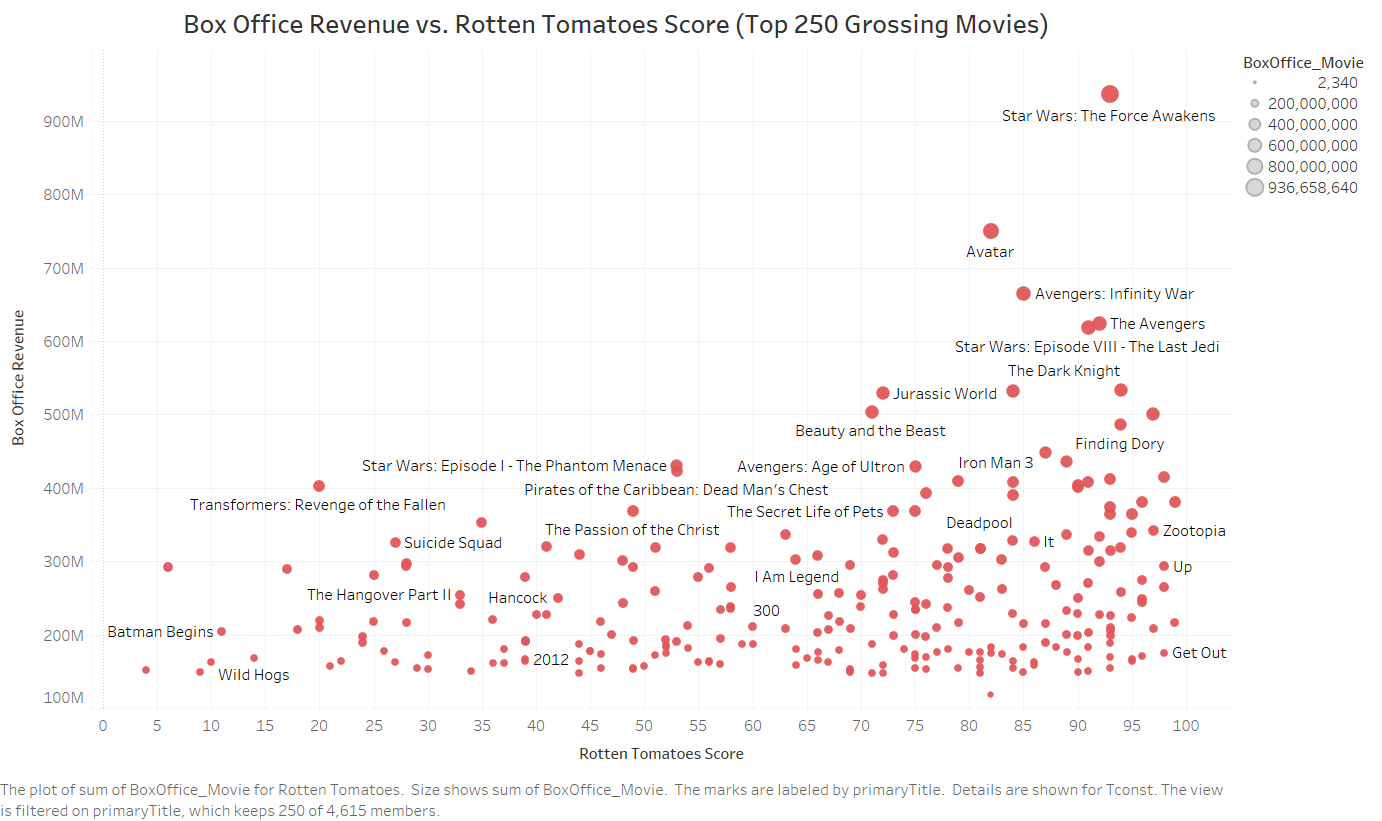 Box Office Revenue vs. Rotten Tomatoes Score (Top 250 Grossing Movies)
BoxOffice_Movie
2,340
200,000,000
400,000,000
600,000,000
800,000,000
936,658,640
Box Office Revenue
900M
800M
700M
600M
500M
400M
300M
200M
100M
Star Wars: The Force Awakens
Avatar
Avengers: Infinity War
The Avengers
Star Wars: Episode VIII - The Last Jedi
The Dark Knight
Jurassic World
Beauty and the Beast
Finding Dory
Star Wars: Episode I - The Phantom Menace
Avengers: Age of Ultron
Iron Man 3
Transformers: Revenge of the Fallen
Pirates of the Caribbean: Dead Man's Chest
The Secret Life of Pets
The Passion of the Christ
Deadpool
Zootopia
Suicide Squad
It
Up
I Am Legend
The Hangover Part II
Hancock
300
Batman Begins
2012
Get Out
Wild Hogs
0 5 10 15 20 25 30 35 40 45 50 55 60 65 70 75 80 85 90 95 100
Rotten Tomatoes Score
The plot of sum of BoxOffice_Movie for Rotten Tomatoes. Size shows sum of BoxOffice_Movie. The marks are labeled by primaryTitle. Details are shown for Tconst. The view
is filtered on primaryTitle, which keeps 250 of 4,615 members.